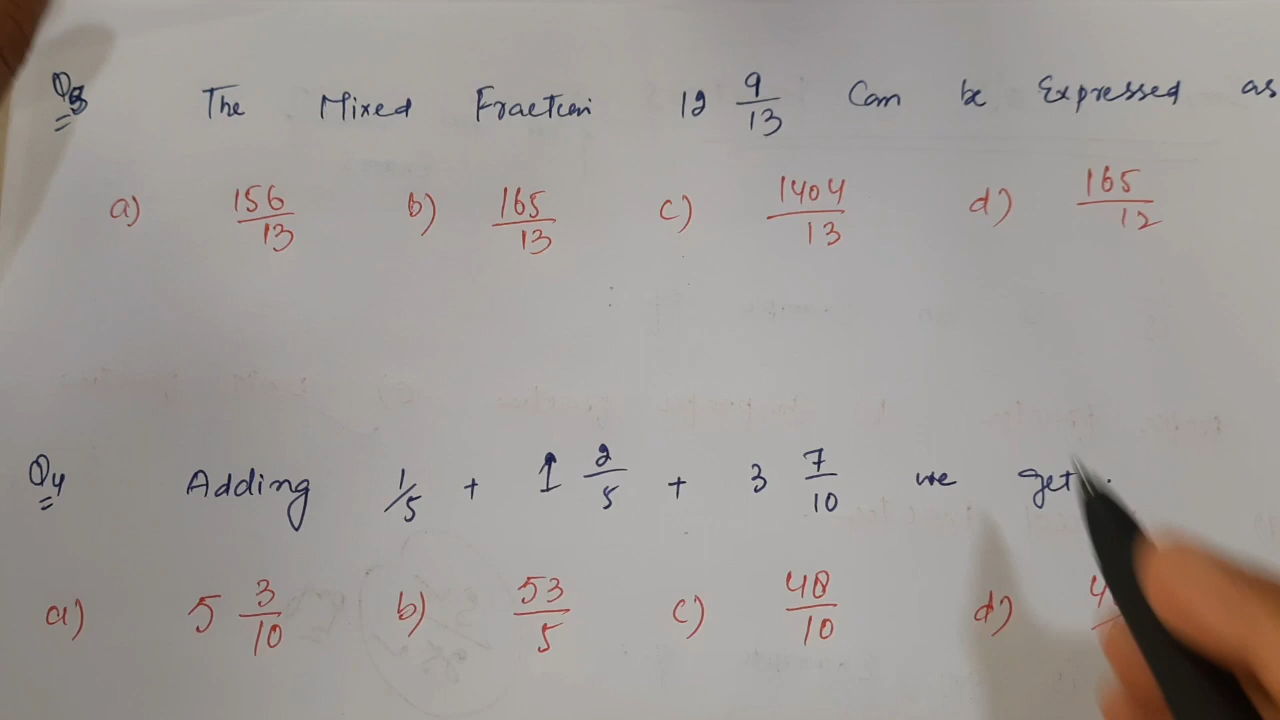 Q3 The Mixed Fraction 12 9/13 Can be Expressed as
a) 156/13 b) 165/13 c) 1404/13 d) 165/12
Q4 Adding 1/5 + 1 2/5 + 3 7/10 we get.
a) 5 3/10 b) 53/5 c) 48/10 d)